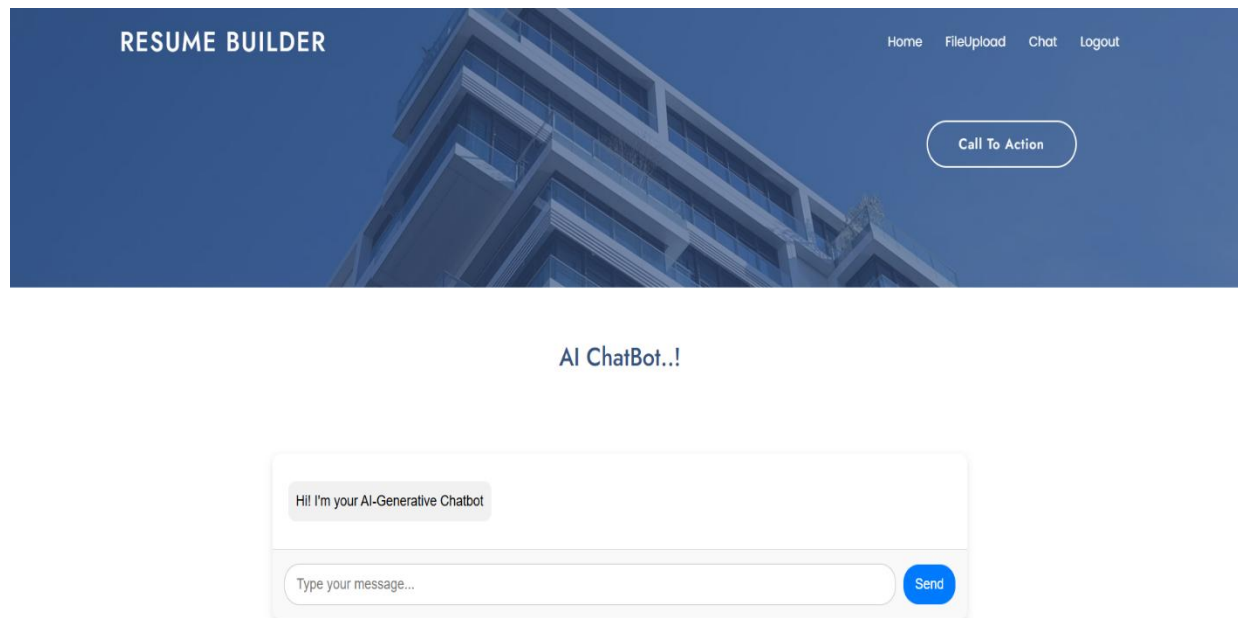 RESUME BUILDER
Home FileUpload Chat Logout
Call To Action
AI ChatBot..!
Hi! I'm your AI-Generative Chatbot
Type your message...
Send